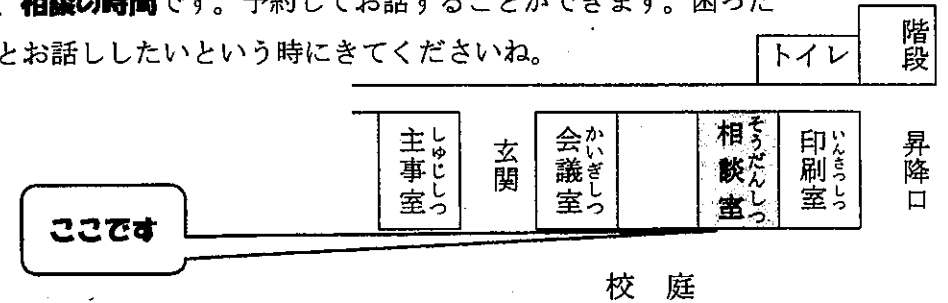 相談の時間です。予約してお話することができます。困った
とお話ししたいという時にきてくださいね。
階段
トイレ
主事室
しゅじしつ
玄関
会議室
かいぎしつ
相談室
そうだんしつ
印刷室
いんさつしつ
昇降口
ここです
校庭